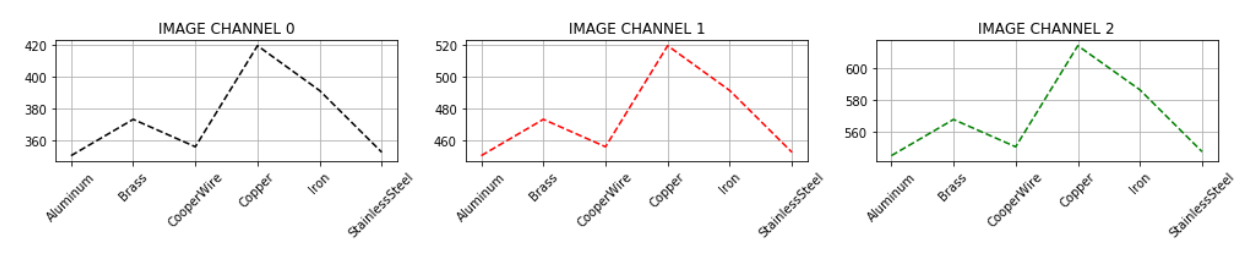 IMAGE CHANNEL 0
420
400
380
360
Aluminum
Brass
CooperWire
Copper
Iron
StainlessSteel
IMAGE CHANNEL 1
520
500
480
460
Aluminum
Brass
CooperWire
Copper
Iron
StainlessSteel
IMAGE CHANNEL 2
600
580
560
Aluminum
Brass
CooperWire
Copper
Iron
StainlessSteel